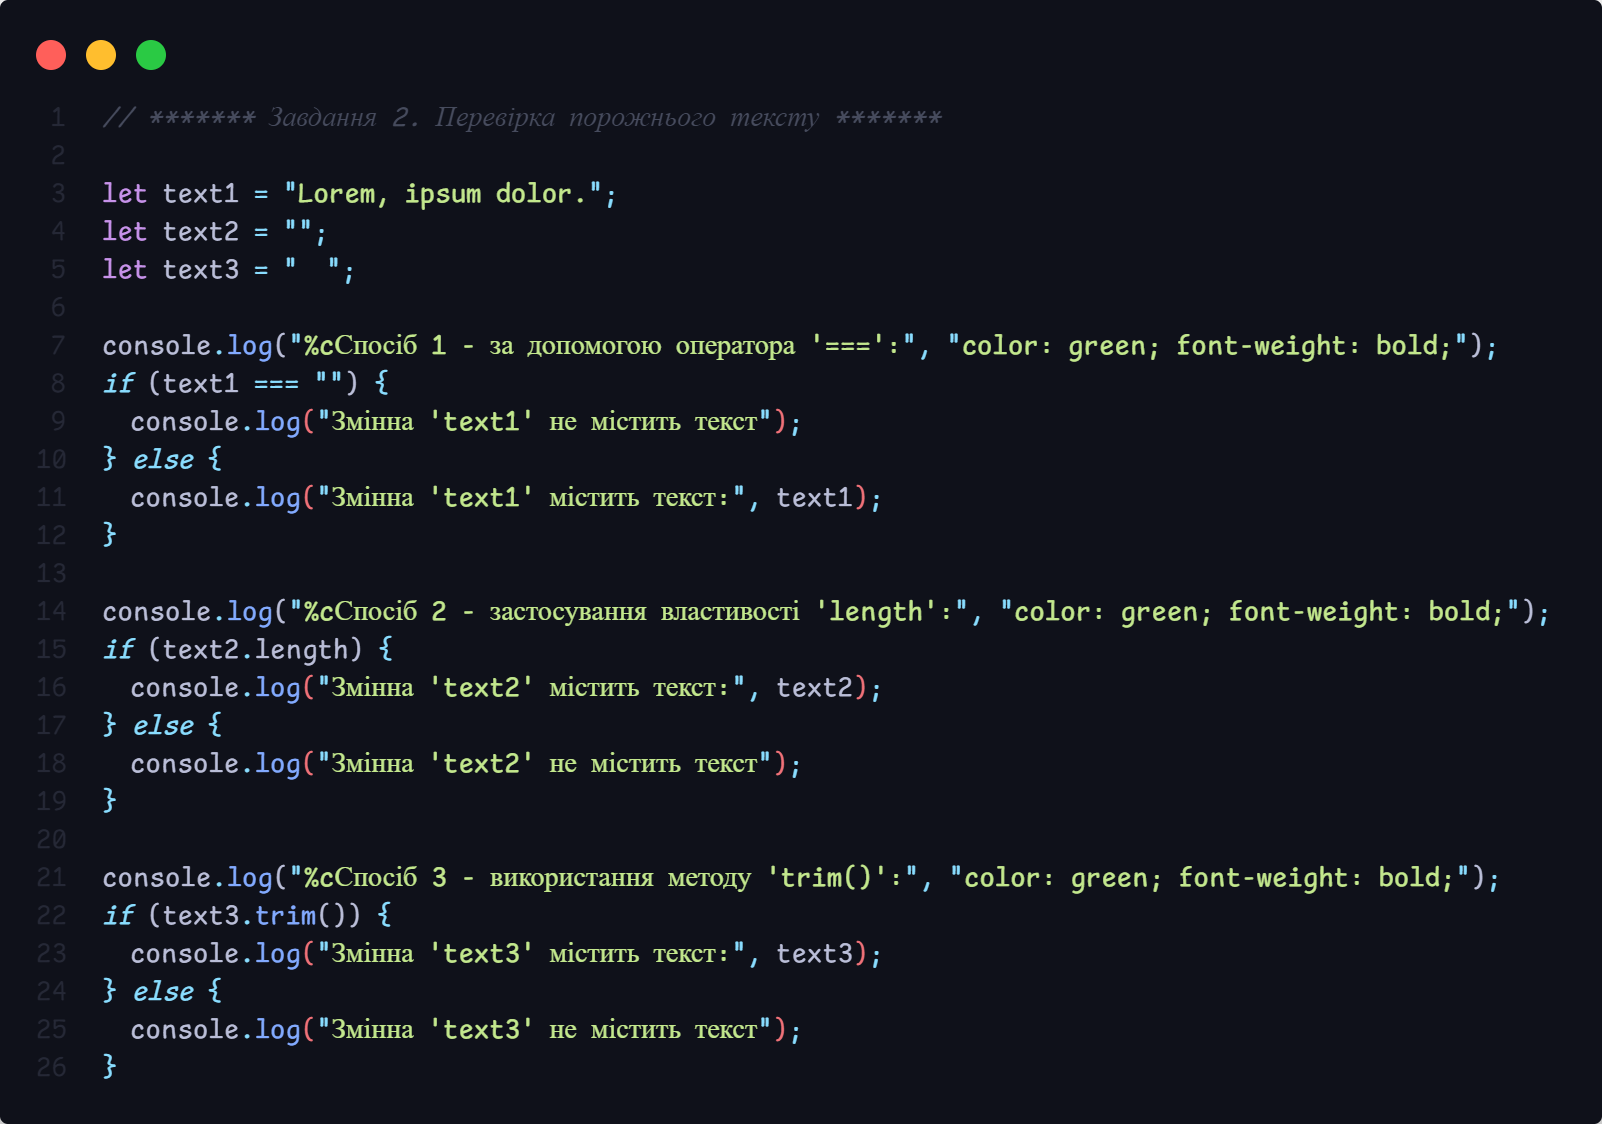 1 // ******* Завдання 2. Перевірка порожнього тексту *******
2
3 let text1 = "Lorem, ipsum dolor.";
4 let text2 = "";
5 let text3 = "  ";
6
7 console.log("%cСпосіб 1 - за допомогою оператора '===':", "color: green; font-weight: bold;");
8 if (text1 === "") {
9   console.log("Змінна 'text1' не містить текст");
10 } else {
11   console.log("Змінна 'text1' містить текст:", text1);
12 }
13
14 console.log("%cСпосіб 2 - застосування властивості 'length':", "color: green; font-weight: bold;");
15 if (text2.length) {
16   console.log("Змінна 'text2' містить текст:", text2);
17 } else {
18   console.log("Змінна 'text2' не містить текст");
19 }
20
21 console.log("%cСпосіб 3 - використання методу 'trim()':", "color: green; font-weight: bold;");
22 if (text3.trim()) {
23   console.log("Змінна 'text3' містить текст:", text3);
24 } else {
25   console.log("Змінна 'text3' не містить текст");
26 }